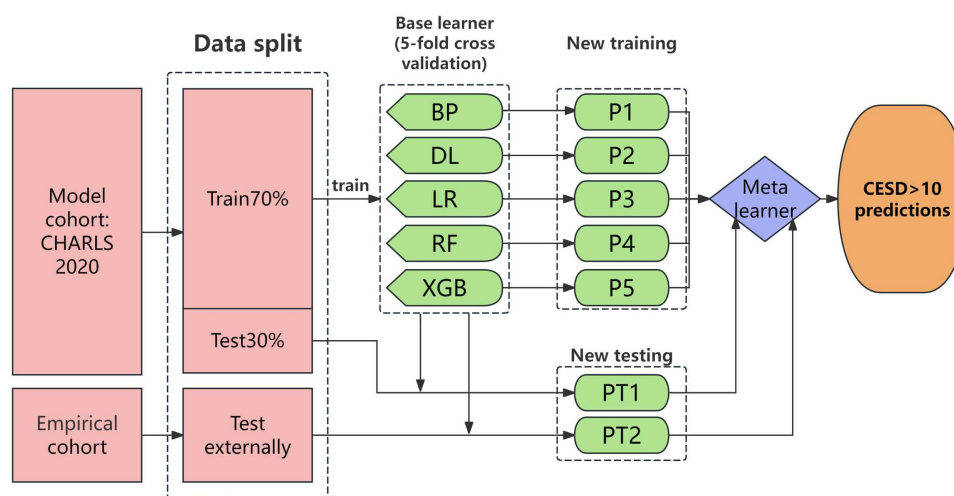 Data split
Base learner
(5-fold cross
validation)
New training
Model
cohort:
CHARLS
2020
Train70%
train
BP
DL
LR
RF
XGB
P1
P2
P3
P4
P5
Meta
learner
CESD>10
predictions
Test30%
New testing
PT1
PT2
Empirical
cohort
Test
externally